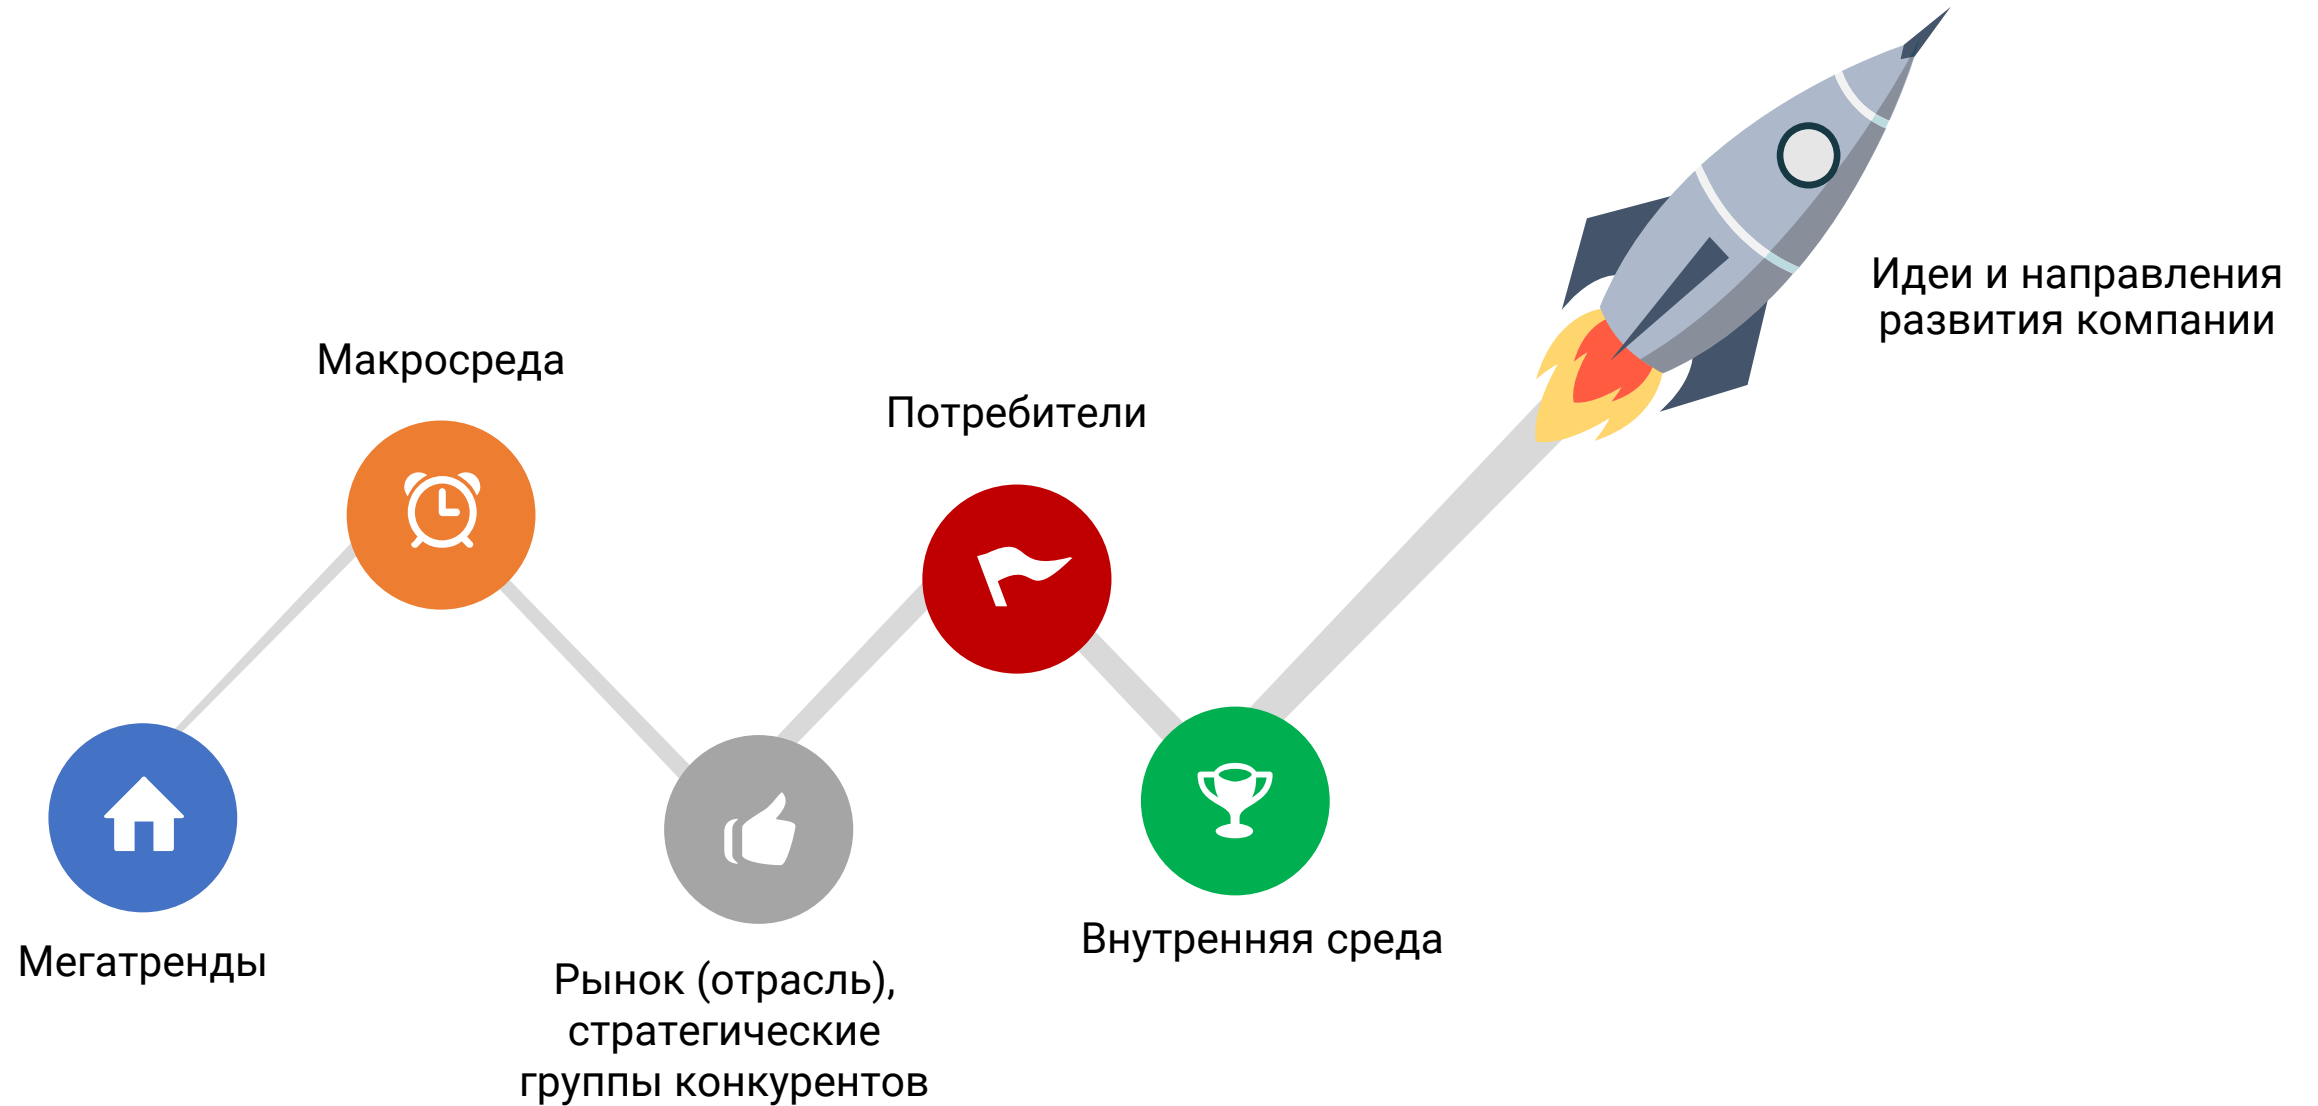 Мегатренды
Макросреда
Рынок (отрасль),
стратегические
группы конкурентов
Потребители
Внутренняя среда
Идеи и направления
развития компании